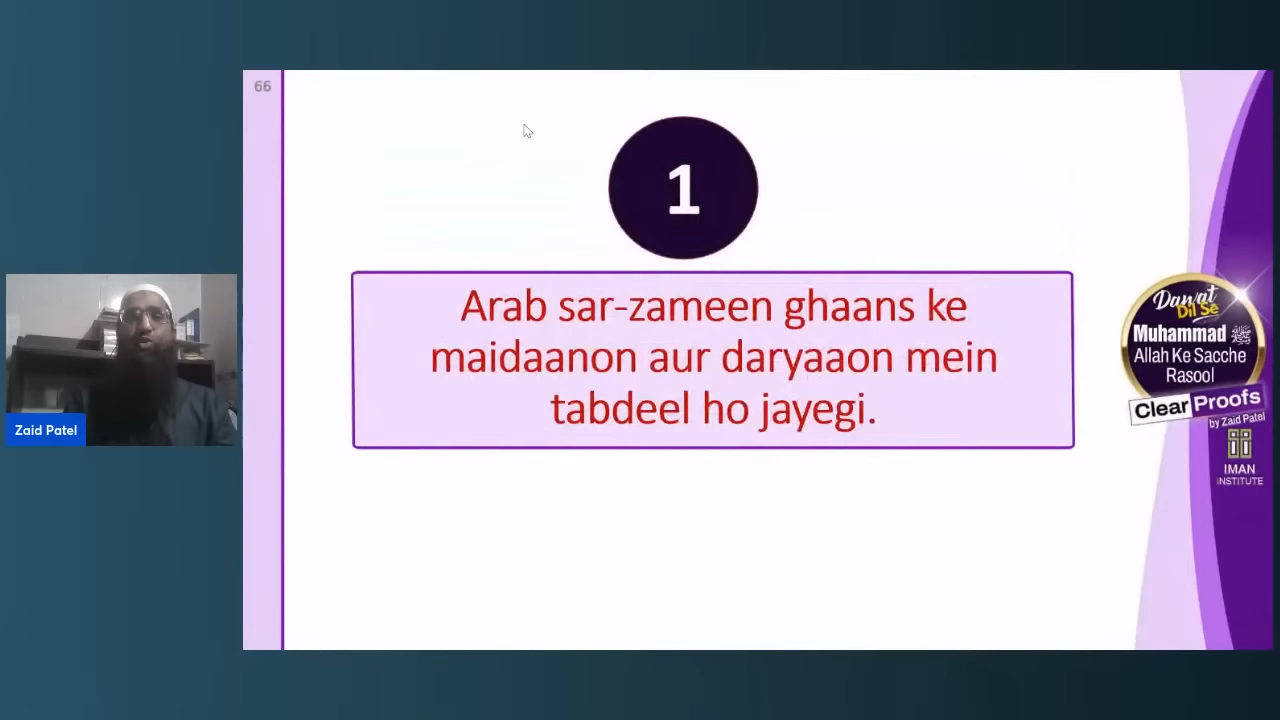 66
1
Arab sar-zameen ghaans ke
maidaanon aur daryaaon mein
tabdeel ho jayegi.
Zaid Patel
Dawat
Dil Se
Muhammad ﷺ
Allah Ke Sacche
Rasool
Clear Proofs
by Zaid Patel
IMAN
INSTITUTE